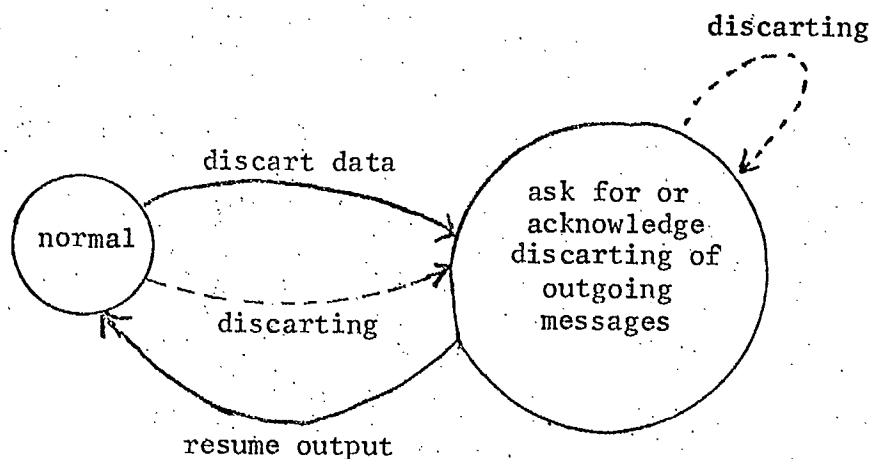 discarting
discart data
normal
ask for or
acknowledge
discarting of
outgoing
messages
discarting
resume output